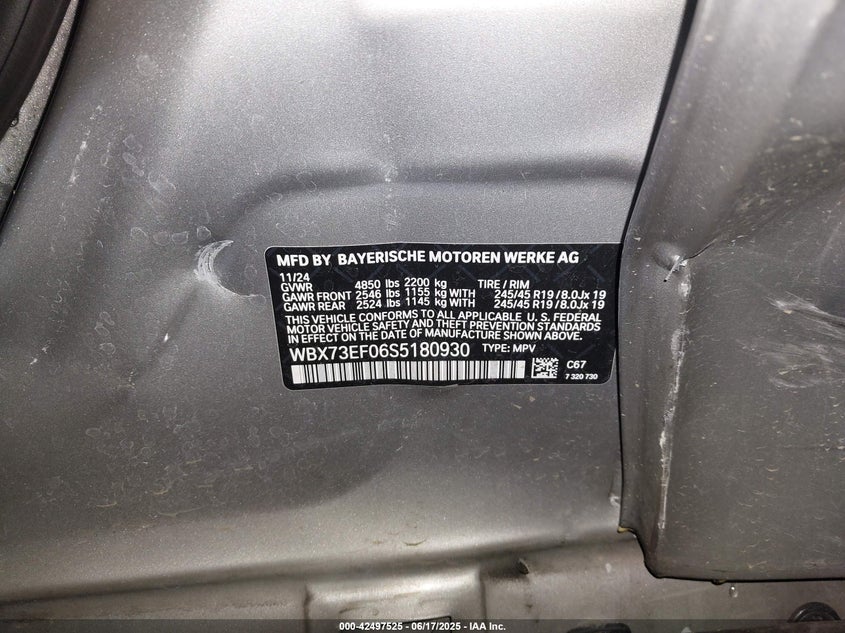 MFD BY BAYERISCHE MOTOREN WERKE AG
11/24
GVWR 4850 lbs 2200 kg TIRE / RIM
GAWR FRONT 2546 lbs 1155 kg WITH 245/45 R19 / 8.0Jx 19
GAWR REAR 2524 lbs 1145 kg WITH 245/45 R19 / 8.0Jx 19
THIS VEHICLE CONFORMS TO ALL APPLICABLE U. S. FEDERAL
MOTOR VEHICLE SAFETY AND THEFT PREVENTION STANDARDS
IN EFFECT ON THE DATE OF MANUFACTURE SHOWN ABOVE.
WBX73EF06S5180930 TYPE: MPV
C67
7 320 730
000-42497525 - 06/17/2025 - IAA Inc.